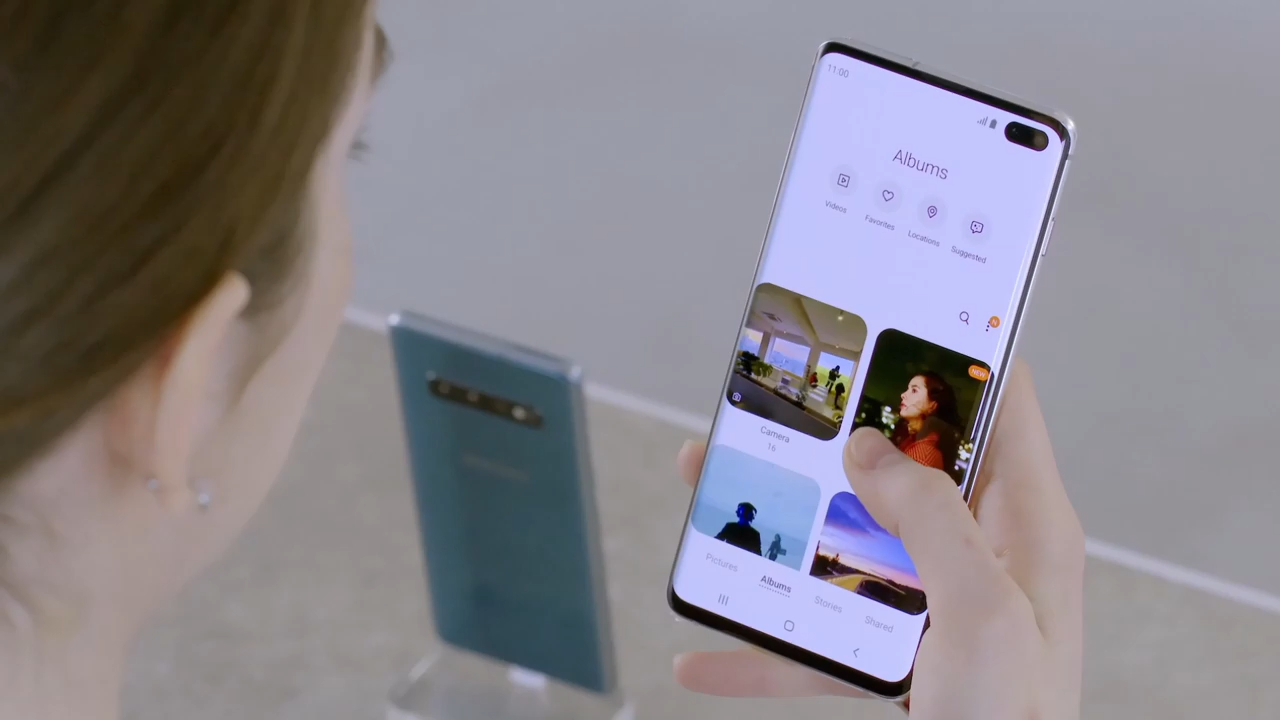 11:00
Albums
Videos
Favorites
Locations
Suggested
N
NEW
Camera
16
Pictures
Albums
Stories
Shared